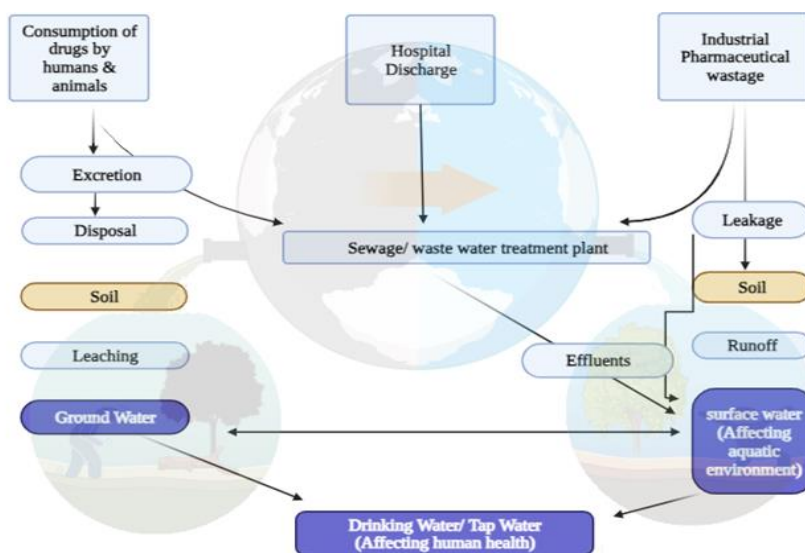 Consumption of
drugs by
humans &
animals
Hospital
Discharge
Industrial
Pharmaceutical
wastage
Excretion
Disposal
Leakage
Sewage/ waste water treatment plant
Soil
Soil
Leaching
Effluents
Runoff
Ground Water
surface water
(Affecting
aquatic
environment)
Drinking Water/ Tap Water
(Affecting human health)